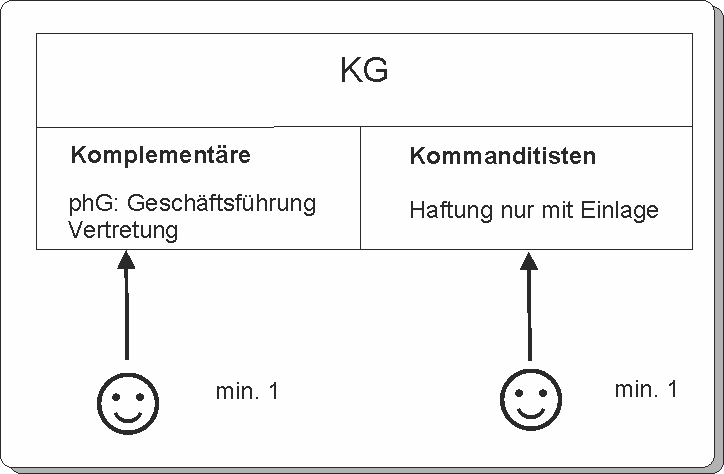 KG
Komplementäre
phG: Geschäftsführung
Vertretung
Kommanditisten
Haftung nur mit Einlage
min. 1
min. 1